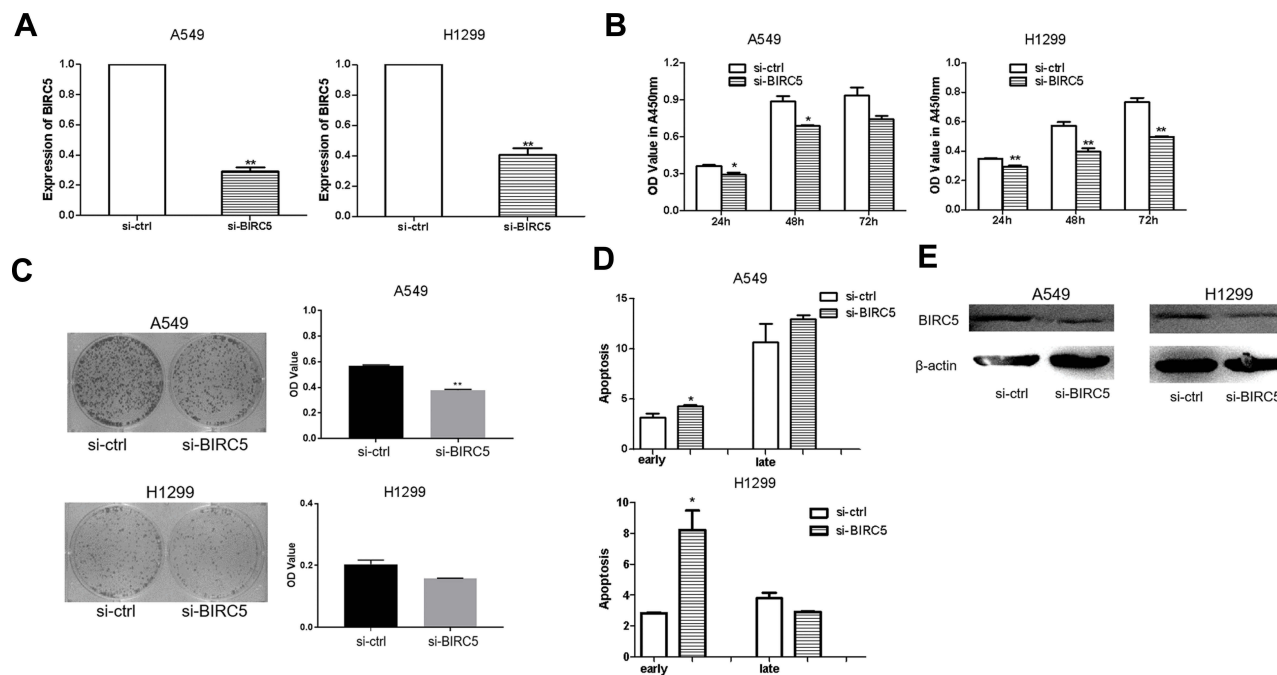 A
A549
Expression of BIRC5
1.0
0.8
0.6
0.4
0.2
0.0
**
si-ctrl
si-BIRC5
H1299
Expression of BIRC5
1.0
0.8
0.6
0.4
0.2
0.0
**
si-ctrl
si-BIRC5
B
A549
OD Value in A450nm
1.2
0.9
0.6
0.3
0.0
si-ctrl
si-BIRC5
*
*
24h
48h
72h
H1299
OD Value in A450nm
1.0
0.8
0.6
0.4
0.2
0.0
si-ctrl
si-BIRC5
**
**
**
24h
48h
72h
C
A549
si-ctrl
si-BIRC5
A549
OD Value
1.0
0.8
0.6
0.4
0.2
0.0
**
si-ctrl
si-BIRC5
H1299
si-ctrl
si-BIRC5
H1299
OD Value
0.4
0.2
0.0
si-ctrl
si-BIRC5
D
A549
Apoptosis
15
10
5
0
si-ctrl
si-BIRC5
*
early
late
H1299
Apoptosis
10
8
6
4
2
0
si-ctrl
si-BIRC5
*
early
late
E
A549
H1299
BIRC5
β-actin
si-ctrl
si-BIRC5
si-ctrl
si-BIRC5